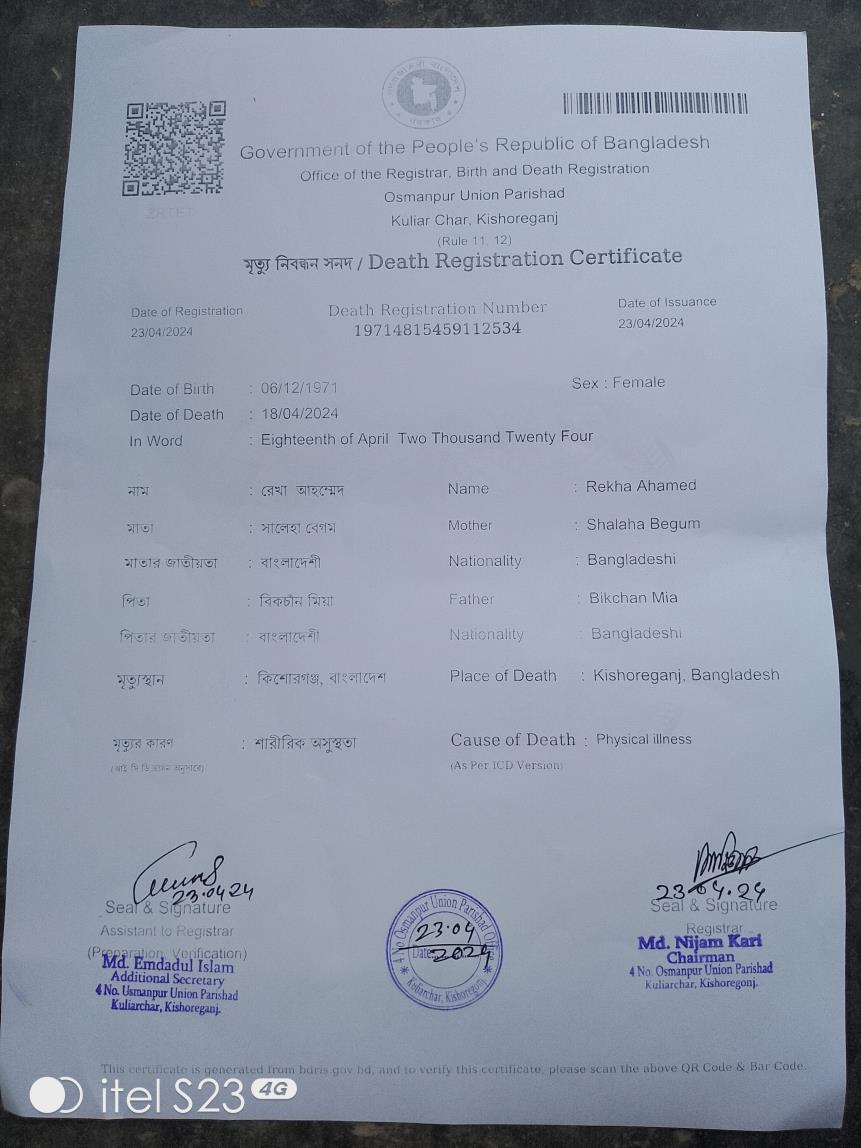 Government of the People's Republic of Bangladesh
Office of the Registrar, Birth and Death Registration
Osmanpur Union Parishad
Kuliar Char, Kishoreganj
(Rule 11, 12)
মৃত্যু নিবন্ধন সনদ / Death Registration Certificate
Date of Registration Death Registration Number Date of Issuance
23/04/2024 19714815459112534 23/04/2024
Date of Birth : 06/12/1971 Sex : Female
Date of Death : 18/04/2024
In Word : Eighteenth of April Two Thousand Twenty Four
নাম : রেখা আহম্মেদ Name : Rekha Ahamed
মাতা : সালেহা বেগম Mother : Shalaha Begum
মাতার জাতীয়তা : বাংলাদেশী Nationality : Bangladeshi
পিতা : বিকচাঁন মিয়া Father : Bikchan Mia
পিতার জাতীয়তা : বাংলাদেশী Nationality : Bangladeshi
মৃত্যুস্থান : কিশোরগঞ্জ, বাংলাদেশ Place of Death : Kishoreganj, Bangladesh
মৃত্যুর কারণ : শারীরিক অসুস্থতা Cause of Death : Physical illness
(As Per ICD Version)
23.04.24
Seal & Signature
Assistant to Registrar
(Preparation, Verification)
Md. Emdadul Islam
Additional Secretary
4 No. Usmanpur Union Parishad
Kuliarchar, Kishoreganj.
4 No Osmanpur Union Parishad Office
23.04
Date: 2024
Kuliarchar, Kishoreganj
23.04.24
Seal & Signature
Registrar
Md. Nijam Kari
Chairman
4 No. Osmanpur Union Parishad
Kuliarchar, Kishoregonj.
This certificate is generated from bdris.gov.bd, and to verify this certificate, please scan the above QR Code & Bar Code.
itel S23 4G